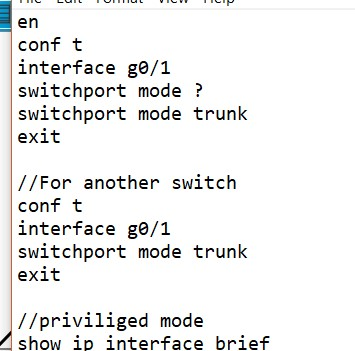 File Edit Format View Help
en
conf t
interface g0/1
switchport mode ?
switchport mode trunk
exit
//For another switch
conf t
interface g0/1
switchport mode trunk
exit
//priviliged mode
show ip interface brief